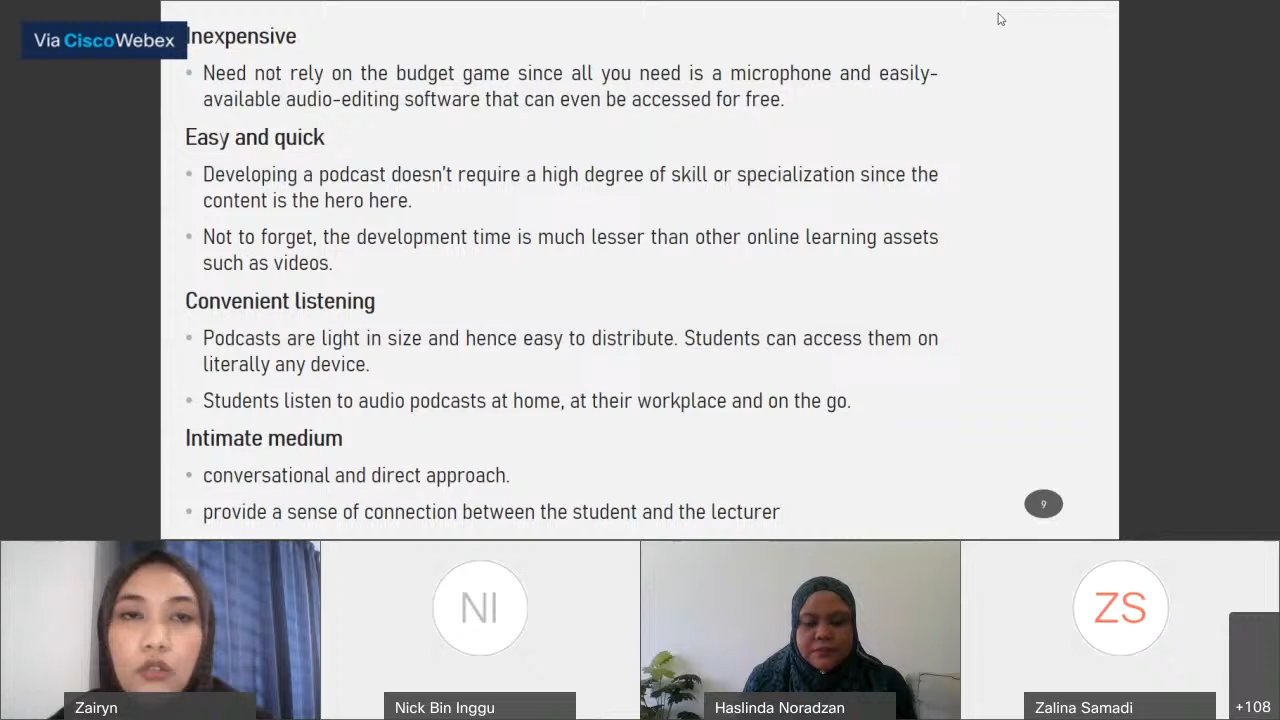 Via Cisco Webex
Inexpensive
• Need not rely on the budget game since all you need is a microphone and easily-
available audio-editing software that can even be accessed for free.
Easy and quick
• Developing a podcast doesn't require a high degree of skill or specialization since the
content is the hero here.
• Not to forget, the development time is much lesser than other online learning assets
such as videos.
Convenient listening
• Podcasts are light in size and hence easy to distribute. Students can access them on
literally any device.
• Students listen to audio podcasts at home, at their workplace and on the go.
Intimate medium
• conversational and direct approach.
• provide a sense of connection between the student and the lecturer
9
NI
ZS
Zairyn
Nick Bin Inggu
Haslinda Noradzan
Zalina Samadi
+108